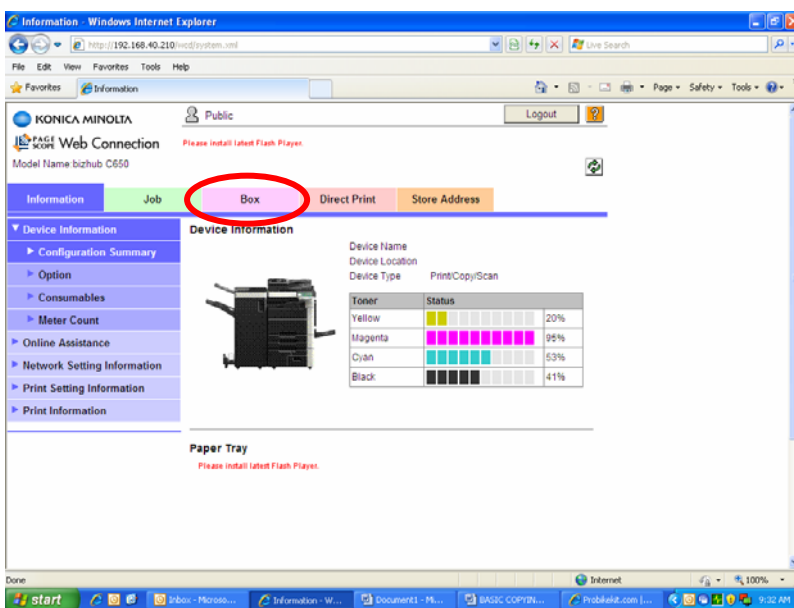 Information - Windows Internet Explorer
http://192.168.40.210/wcd/system.xml
Live Search
File Edit View Favorites Tools Help
Favorites Information
Page Safety Tools
KONICA MINOLTA
Public
Logout
PAGE SCOPE Web Connection
Please install latest Flash Player.
Model Name:bizhub C650
Information Job Box Direct Print Store Address
Device Information
Configuration Summary
Option
Consumables
Meter Count
Online Assistance
Network Setting Information
Print Setting Information
Print Information
Device Information
Device Name
Device Location
Device Type Print/Copy/Scan
Toner Status
Yellow 20%
Magenta 95%
Cyan 53%
Black 41%
Paper Tray
Please install latest Flash Player.
Done
Internet
100%
start
Inbox - Microso...
Information - W...
Document1 - Mi...
BASIC COPYIN...
Probikekit.com |...
9:32 AM